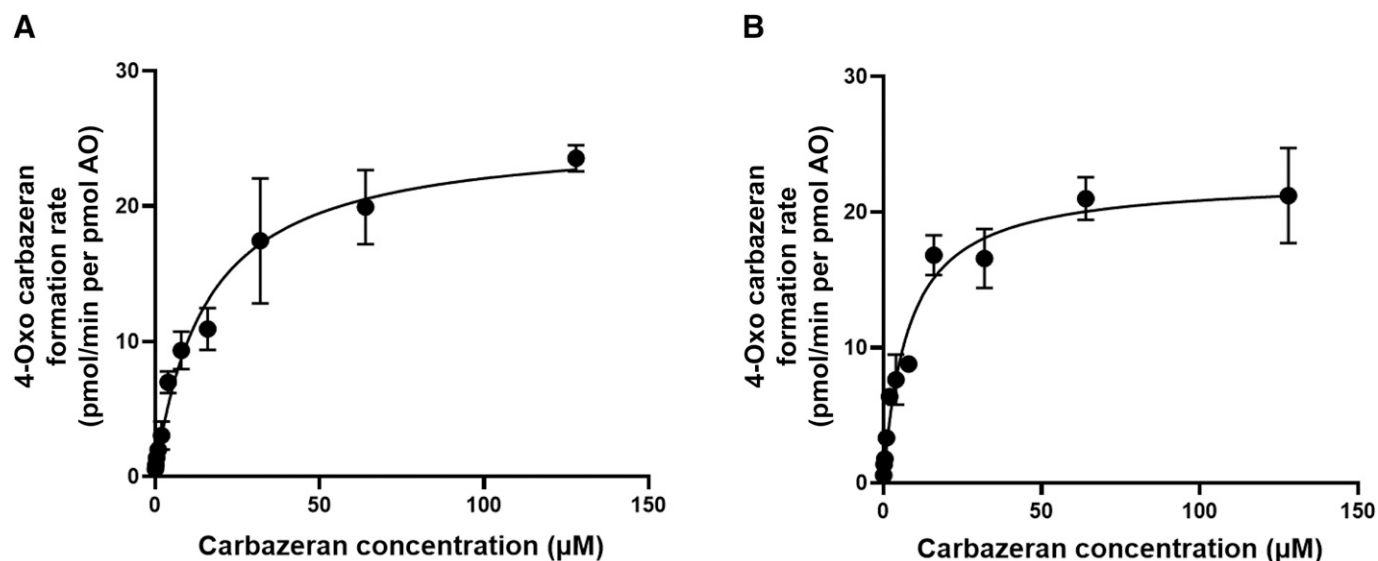 A
30
20
10
0
4-Oxo carbazeran
formation rate
(pmol/min per pmol AO)
0
50
100
150
Carbazeran concentration (µM)
B
30
20
10
0
4-Oxo carbazeran
formation rate
(pmol/min per pmol AO)
0
50
100
150
Carbazeran concentration (µM)